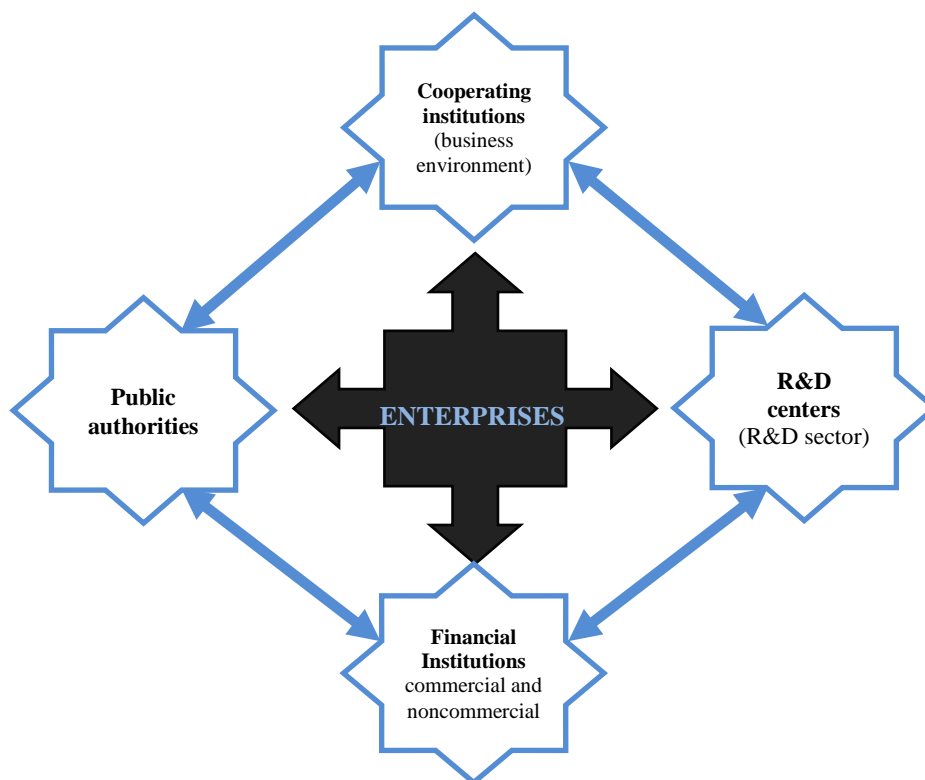 Cooperating
institutions
(business
environment)
Public
authorities
ENTERPRISES
R&D
centers
(R&D sector)
Financial
Institutions
commercial and
noncommercial